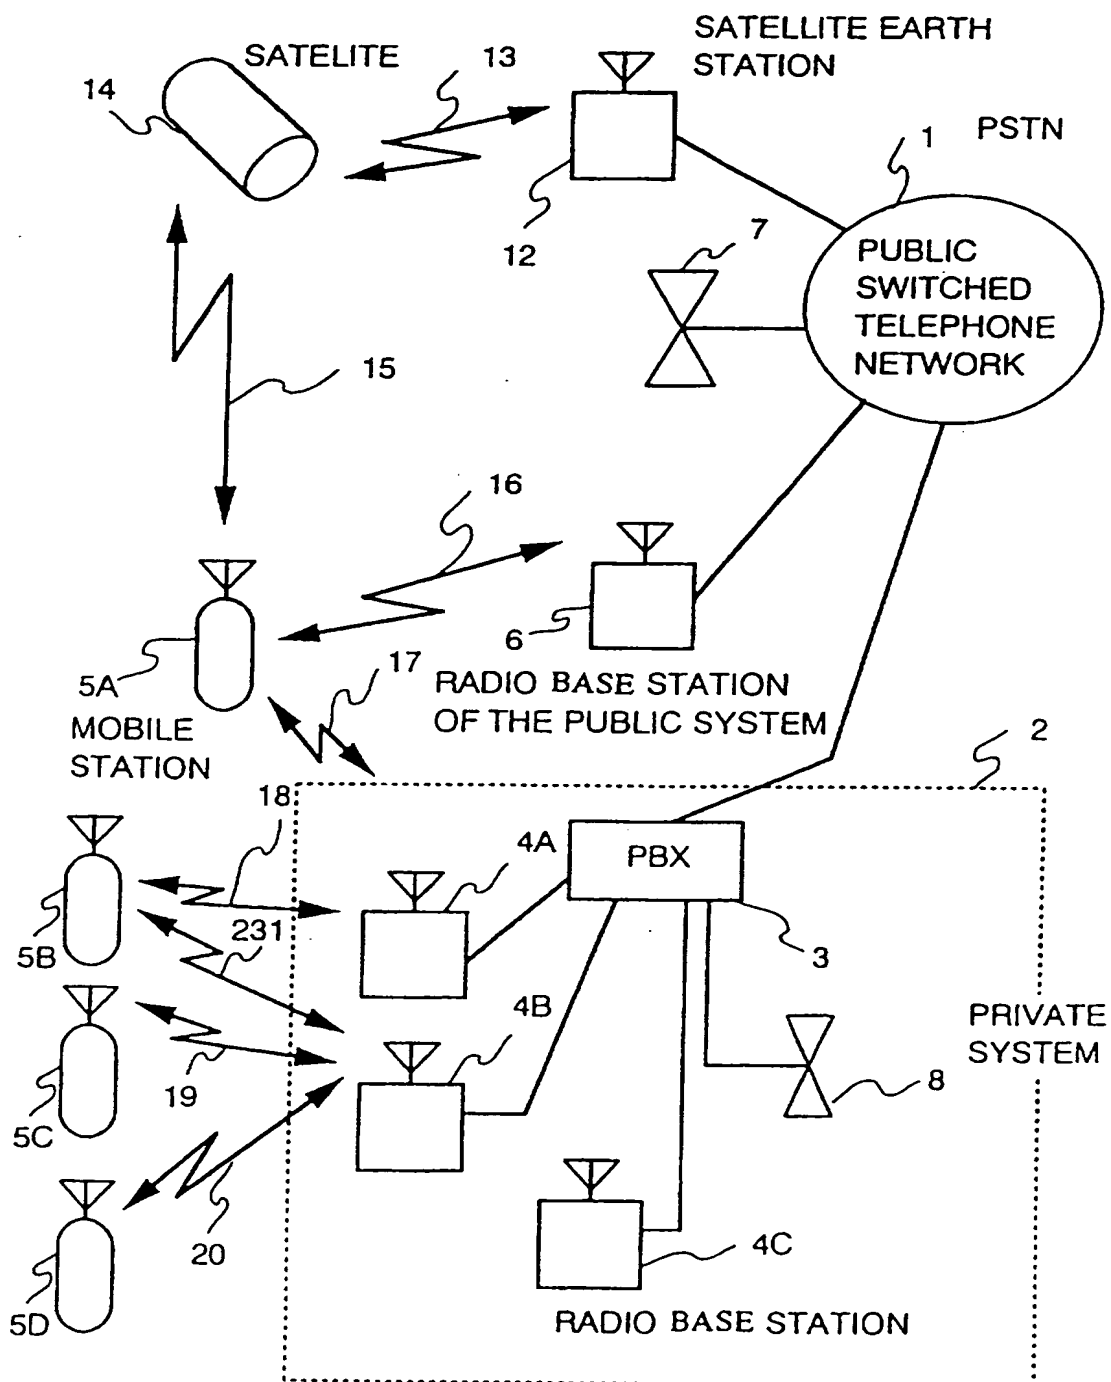 SATELLITE EARTH
STATION
SATELITE
13
14
PSTN
1
12
7
PUBLIC
SWITCHED
TELEPHONE
NETWORK
15
16
6
5A
17
RADIO BASE STATION
OF THE PUBLIC SYSTEM
MOBILE
STATION
2
18
4A
PBX
231
5B
3
4B
PRIVATE
SYSTEM
19
8
5C
20
4C
5D
RADIO BASE STATION